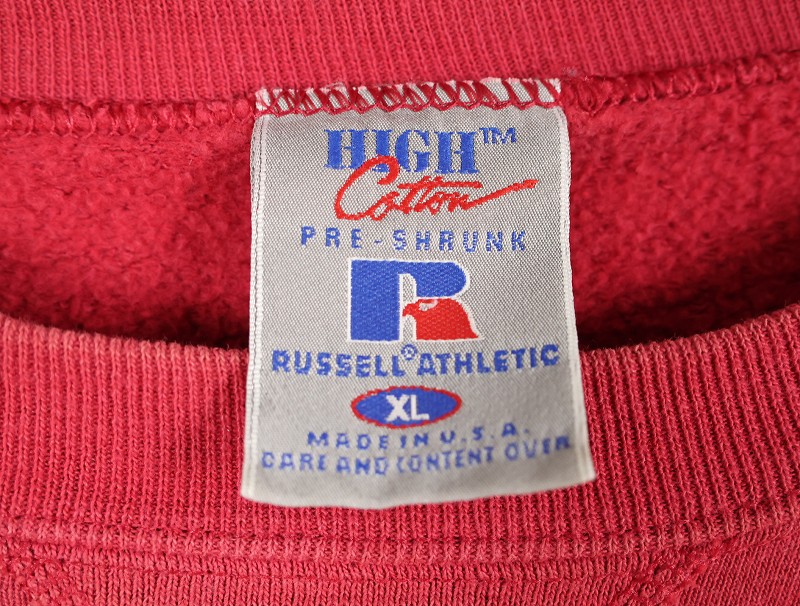 HIGH™
Cotton
PRE-SHRUNK
R
RUSSELL® ATHLETIC
XL
MADE IN U.S.A.
CARE AND CONTENT OVER